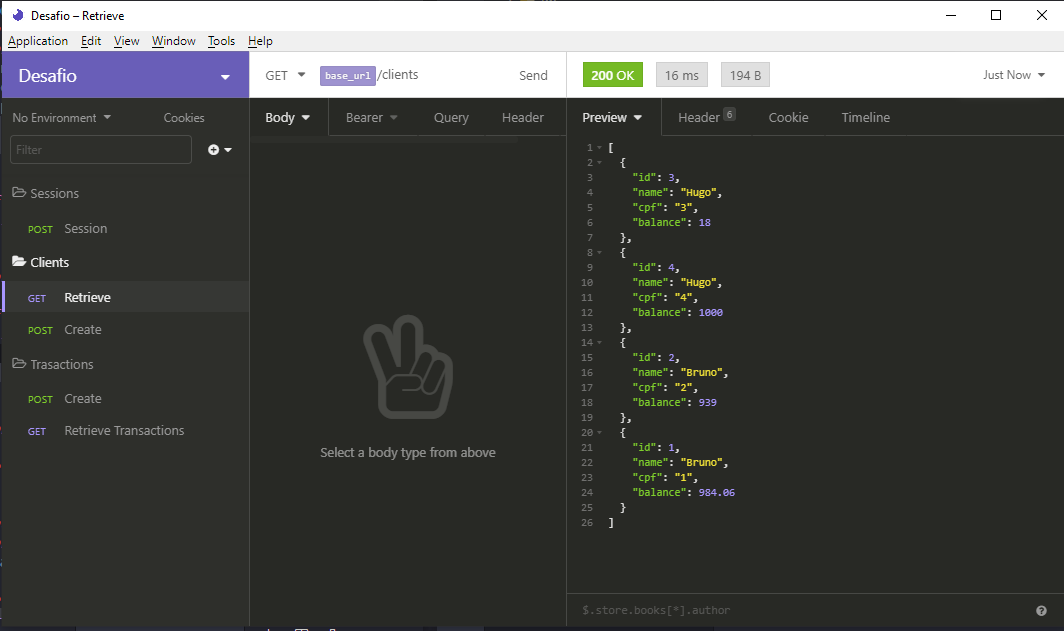 Desafio – Retrieve
Application Edit View Window Tools Help
Desafio
GET base_url/clients Send
200 OK 16 ms 194 B Just Now
No Environment Cookies
Body Bearer Query Header
Preview Header 6 Cookie Timeline
Filter
Sessions
POST Session
Clients
GET Retrieve
POST Create
Trasactions
POST Create
GET Retrieve Transactions
Select a body type from above
1 [
2 {
3 "id": 3,
4 "name": "Hugo",
5 "cpf": "3",
6 "balance": 18
7 },
8 {
9 "id": 4,
10 "name": "Hugo",
11 "cpf": "4",
12 "balance": 1000
13 },
14 {
15 "id": 2,
16 "name": "Bruno",
17 "cpf": "2",
18 "balance": 939
19 },
20 {
21 "id": 1,
22 "name": "Bruno",
23 "cpf": "1",
24 "balance": 984.06
25 }
26 ]
$.store.books[*].author